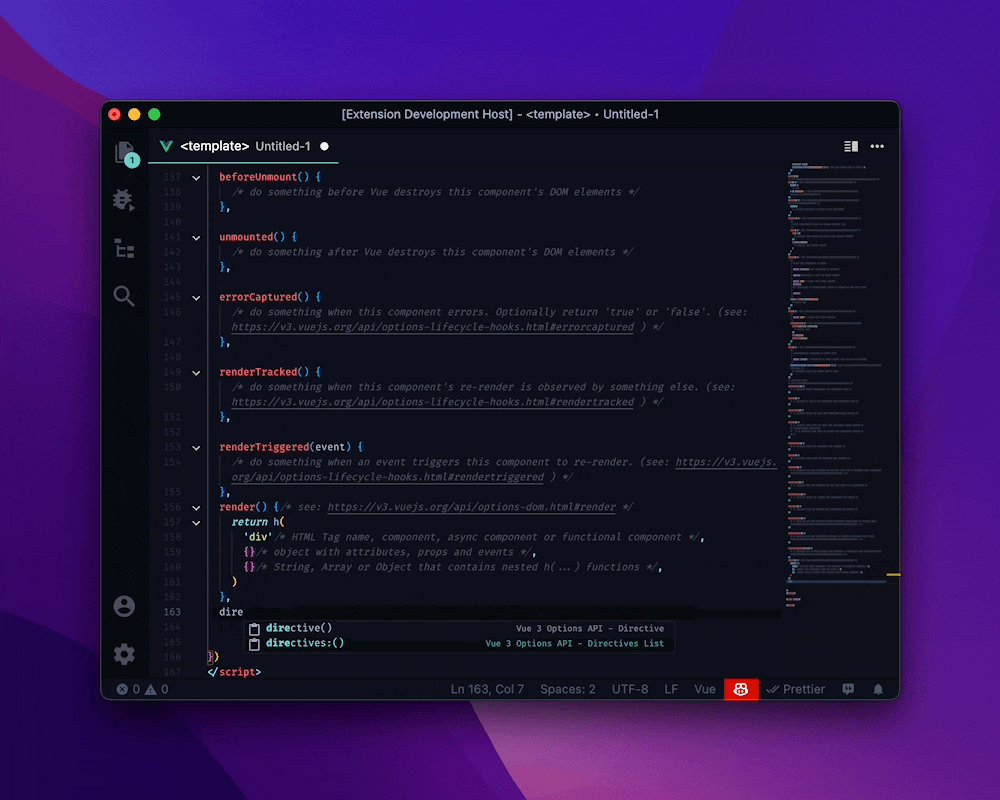 [Extension Development Host] - <template> • Untitled-1
1
<template> Untitled-1
137 beforeUnmount() {
138 /* do something before Vue destroys this component's DOM elements */
139 },
140
141 unmounted() {
142 /* do something after Vue destroys this component's DOM elements */
143 },
144
145 errorCaptured() {
146 /* do something when this component errors. Optionally return 'true' or 'false'. (see:
https://v3.vuejs.org/api/options-lifecycle-hooks.html#errorcaptured ) */
147 },
148
149 renderTracked() {
150 /* do something when this component's re-render is observed by something else. (see:
https://v3.vuejs.org/api/options-lifecycle-hooks.html#rendertracked ) */
151 },
152
153 renderTriggered(event) {
154 /* do something when an event triggers this component to re-render. (see: https://v3.vuejs.
org/api/options-lifecycle-hooks.html#rendertriggered ) */
155 },
156 render() { /* see: https://v3.vuejs.org/api/options-dom.html#render */
157 return h(
158 'div' /* HTML Tag name, component, async component or functional component */,
159 {} /* object with attributes, props and events */,
160 {} /* String, Array or Object that contains nested h(...) functions */,
181 )
162 },
163 dire
164 directive() Vue 3 Options API - Directive
165 directives:() Vue 3 Options API - Directives List
166 })
167 </script>
0 0 Ln 163, Col 7 Spaces: 2 UTF-8 LF Vue Prettier